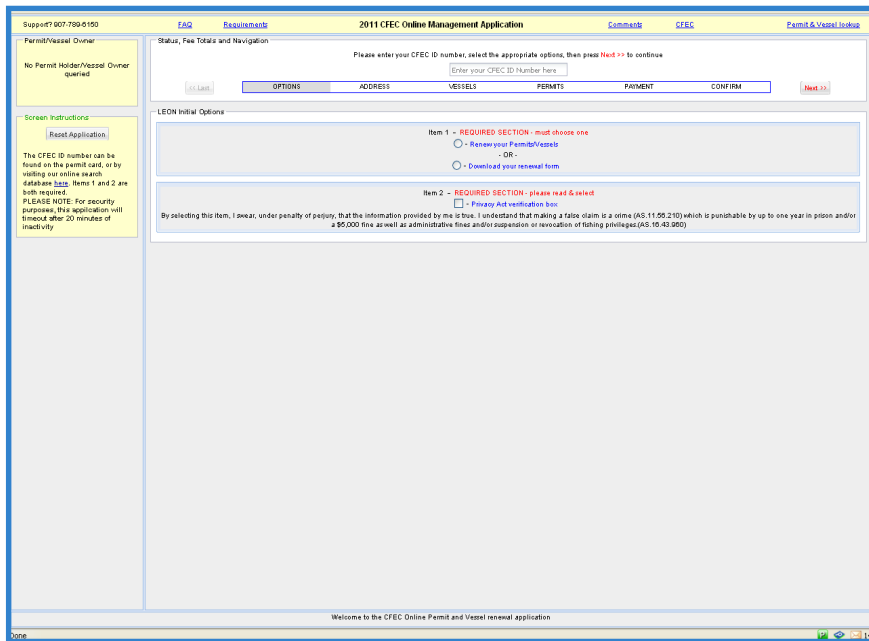 Support? 907-789-6150 FAQ Requirements 2011 CFEC Online Management Application Comments CFEC Permit & Vessel lookup
Permit/Vessel Owner
No Permit Holder/Vessel Owner
queried
Screen Instructions
Reset Application
The CFEC ID number can be
found on the permit card, or by
visiting our online search
database here. Items 1 and 2 are
both required.
PLEASE NOTE: For security
purposes, this application will
timeout after 20 minutes of
inactivity
Status, Fee Totals and Navigation
Please enter your CFEC ID number, select the appropriate options, then press Next >> to continue
Enter your CFEC ID Number here
<< Last OPTIONS ADDRESS VESSELS PERMITS PAYMENT CONFIRM Next >>
LEON Initial Options
Item 1 - REQUIRED SECTION - must choose one
- Renew your Permits/Vessels
- OR -
- Download your renewal form
Item 2 - REQUIRED SECTION - please read & select
- Privacy Act verification box
By selecting this item, I swear, under penalty of perjury, that the information provided by me is true. I understand that making a false claim is a crime (AS.11.56.210) which is punishable by up to one year in prison and/or
a $5,000 fine as well as administrative fines and/or suspension or revocation of fishing privileges.(AS.16.43.960)
Welcome to the CFEC Online Permit and Vessel renewal application
Done